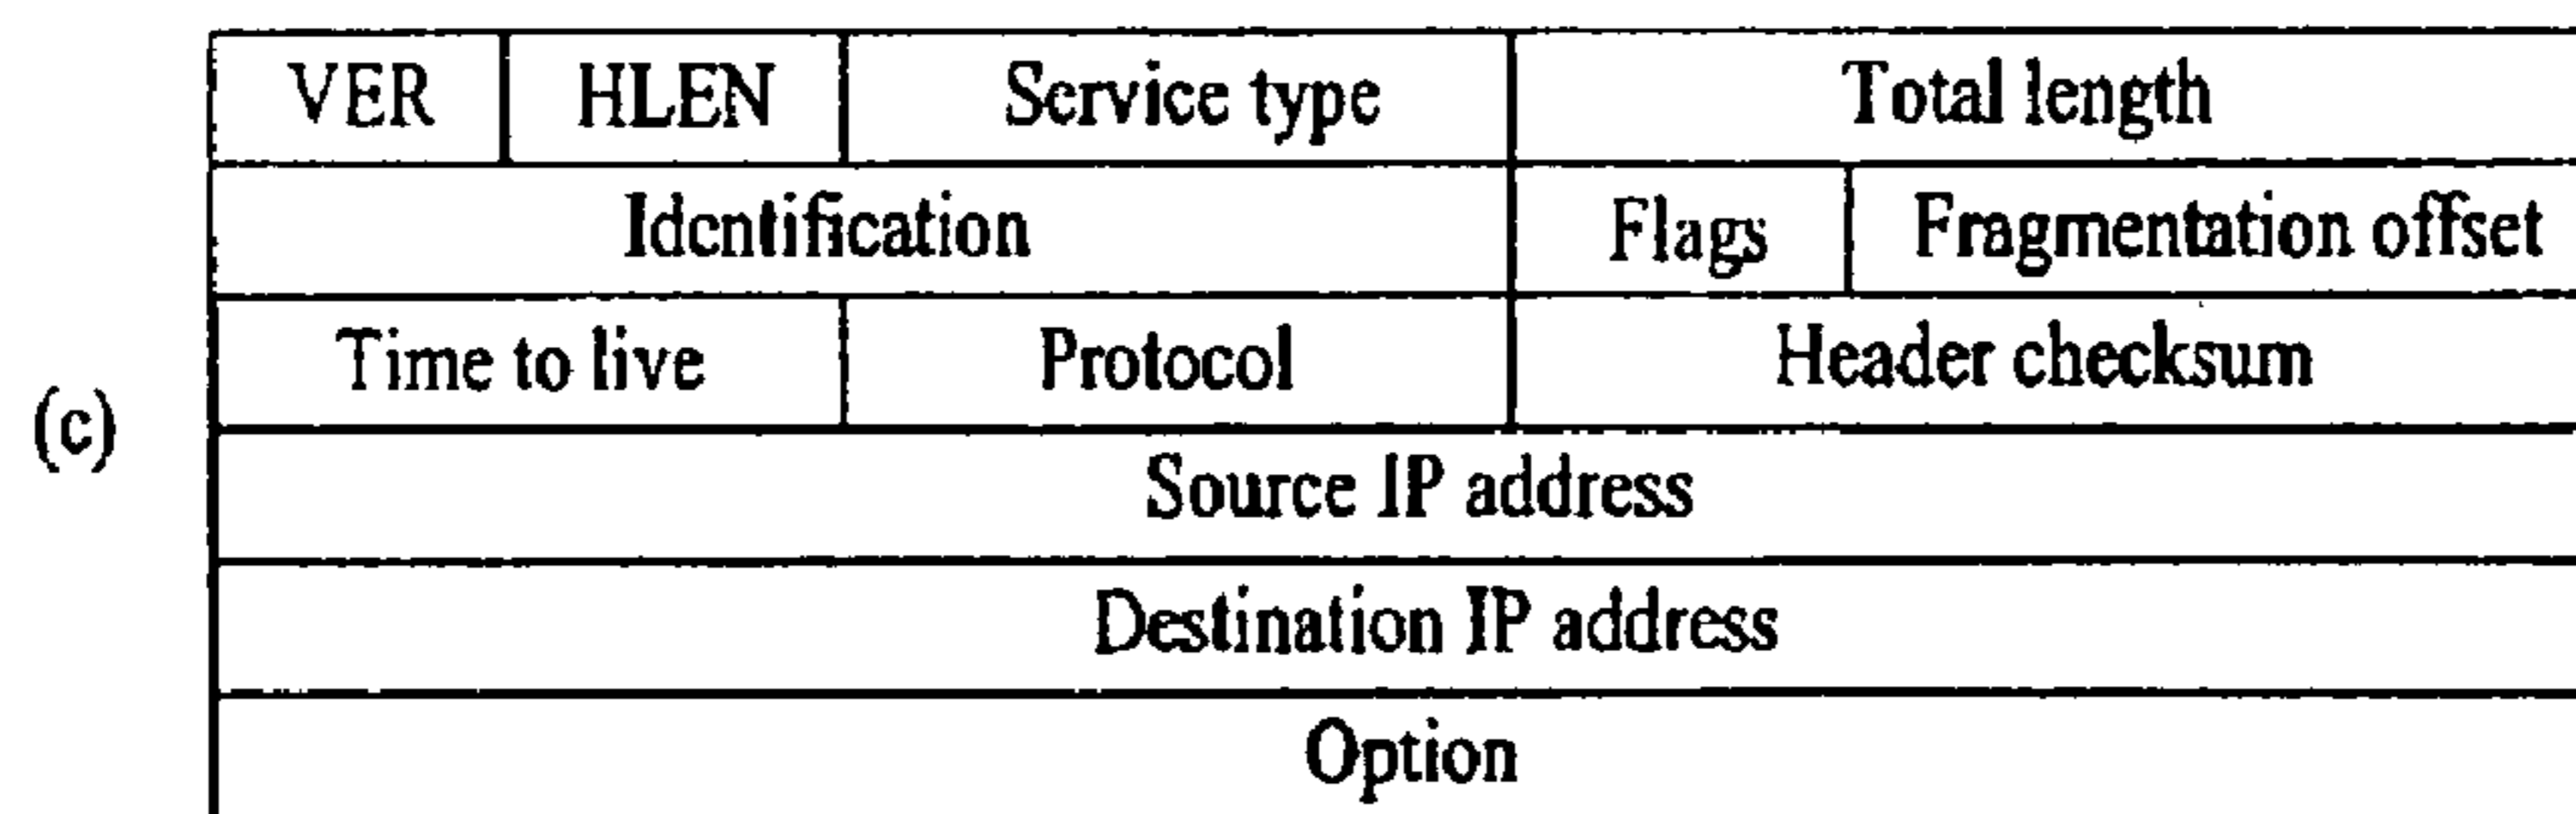 VER HLEN Service type Total length
Identification Flags Fragmentation offset
Time to live Protocol Header checksum
(c)
Source IP address
Destination IP address
Option